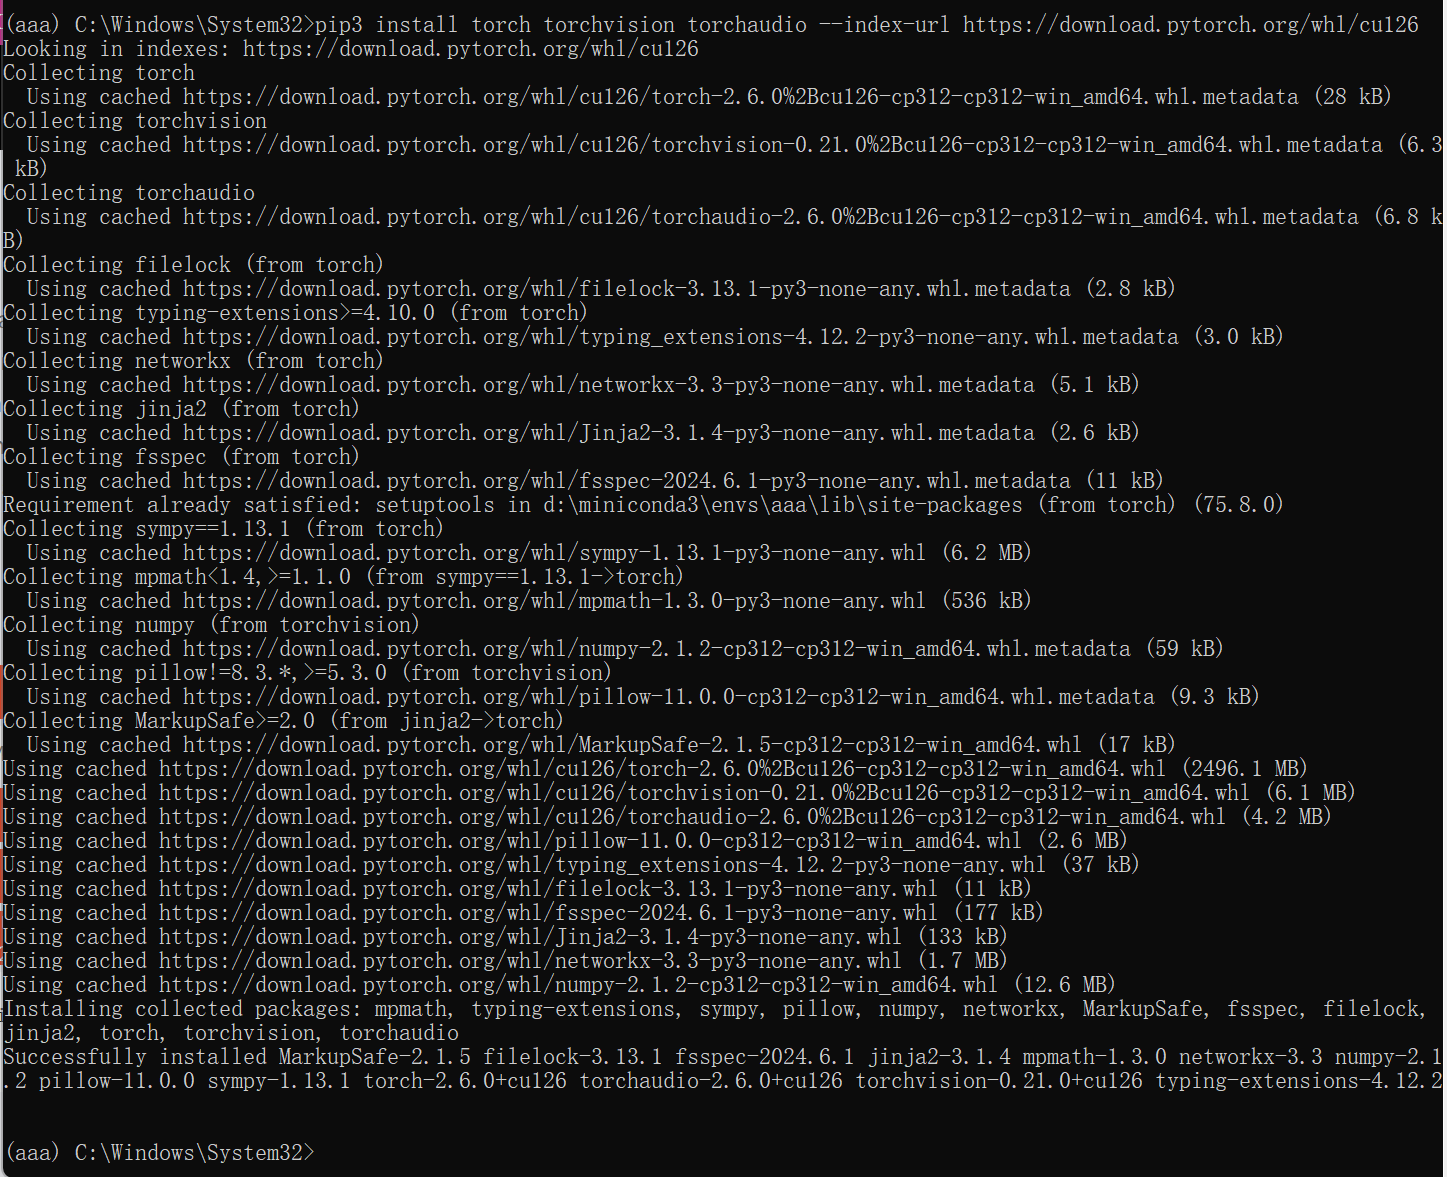 (aaa) C:\Windows\System32>pip3 install torch torchvision torchaudio --index-url https://download.pytorch.org/whl/cu126
Looking in indexes: https://download.pytorch.org/whl/cu126
Collecting torch
  Using cached https://download.pytorch.org/whl/cu126/torch-2.6.0%2Bcu126-cp312-cp312-win_amd64.whl.metadata (28 kB)
Collecting torchvision
  Using cached https://download.pytorch.org/whl/cu126/torchvision-0.21.0%2Bcu126-cp312-cp312-win_amd64.whl.metadata (6.3
 kB)
Collecting torchaudio
  Using cached https://download.pytorch.org/whl/cu126/torchaudio-2.6.0%2Bcu126-cp312-cp312-win_amd64.whl.metadata (6.8 k
B)
Collecting filelock (from torch)
  Using cached https://download.pytorch.org/whl/filelock-3.13.1-py3-none-any.whl.metadata (2.8 kB)
Collecting typing-extensions>=4.10.0 (from torch)
  Using cached https://download.pytorch.org/whl/typing_extensions-4.12.2-py3-none-any.whl.metadata (3.0 kB)
Collecting networkx (from torch)
  Using cached https://download.pytorch.org/whl/networkx-3.3-py3-none-any.whl.metadata (5.1 kB)
Collecting jinja2 (from torch)
  Using cached https://download.pytorch.org/whl/Jinja2-3.1.4-py3-none-any.whl.metadata (2.6 kB)
Collecting fsspec (from torch)
  Using cached https://download.pytorch.org/whl/fsspec-2024.6.1-py3-none-any.whl.metadata (11 kB)
Requirement already satisfied: setuptools in d:\miniconda3\envs\aaa\lib\site-packages (from torch) (75.8.0)
Collecting sympy==1.13.1 (from torch)
  Using cached https://download.pytorch.org/whl/sympy-1.13.1-py3-none-any.whl (6.2 MB)
Collecting mpmath<1.4,>=1.1.0 (from sympy==1.13.1->torch)
  Using cached https://download.pytorch.org/whl/mpmath-1.3.0-py3-none-any.whl (536 kB)
Collecting numpy (from torchvision)
  Using cached https://download.pytorch.org/whl/numpy-2.1.2-cp312-cp312-win_amd64.whl.metadata (59 kB)
Collecting pillow!=8.3.*,>=5.3.0 (from torchvision)
  Using cached https://download.pytorch.org/whl/pillow-11.0.0-cp312-cp312-win_amd64.whl.metadata (9.3 kB)
Collecting MarkupSafe>=2.0 (from jinja2->torch)
  Using cached https://download.pytorch.org/whl/MarkupSafe-2.1.5-cp312-cp312-win_amd64.whl (17 kB)
Using cached https://download.pytorch.org/whl/cu126/torch-2.6.0%2Bcu126-cp312-cp312-win_amd64.whl (2496.1 MB)
Using cached https://download.pytorch.org/whl/cu126/torchvision-0.21.0%2Bcu126-cp312-cp312-win_amd64.whl (6.1 MB)
Using cached https://download.pytorch.org/whl/cu126/torchaudio-2.6.0%2Bcu126-cp312-cp312-win_amd64.whl (4.2 MB)
Using cached https://download.pytorch.org/whl/pillow-11.0.0-cp312-cp312-win_amd64.whl (2.6 MB)
Using cached https://download.pytorch.org/whl/typing_extensions-4.12.2-py3-none-any.whl (37 kB)
Using cached https://download.pytorch.org/whl/filelock-3.13.1-py3-none-any.whl (11 kB)
Using cached https://download.pytorch.org/whl/fsspec-2024.6.1-py3-none-any.whl (177 kB)
Using cached https://download.pytorch.org/whl/Jinja2-3.1.4-py3-none-any.whl (133 kB)
Using cached https://download.pytorch.org/whl/networkx-3.3-py3-none-any.whl (1.7 MB)
Using cached https://download.pytorch.org/whl/numpy-2.1.2-cp312-cp312-win_amd64.whl (12.6 MB)
Installing collected packages: mpmath, typing-extensions, sympy, pillow, numpy, networkx, MarkupSafe, fsspec, filelock,
jinja2, torch, torchvision, torchaudio
Successfully installed MarkupSafe-2.1.5 filelock-3.13.1 fsspec-2024.6.1 jinja2-3.1.4 mpmath-1.3.0 networkx-3.3 numpy-2.1
.2 pillow-11.0.0 sympy-1.13.1 torch-2.6.0+cu126 torchaudio-2.6.0+cu126 torchvision-0.21.0+cu126 typing-extensions-4.12.2
(aaa) C:\Windows\System32>